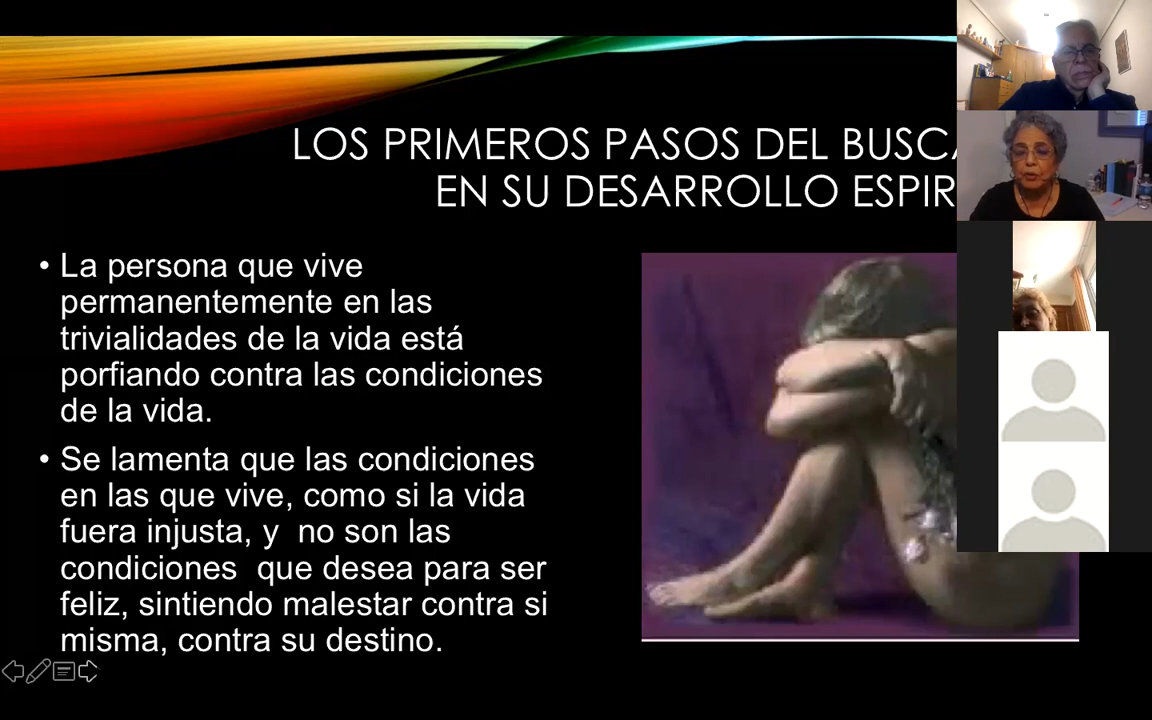 LOS PRIMEROS PASOS DEL BUSCA
EN SU DESARROLLO ESPIR
• La persona que vive
permanentemente en las
trivialidades de la vida está
porfiando contra las condiciones
de la vida.
• Se lamenta que las condiciones
en las que vive, como si la vida
fuera injusta, y  no son las
condiciones  que desea para ser
feliz, sintiendo malestar contra si
misma, contra su destino.